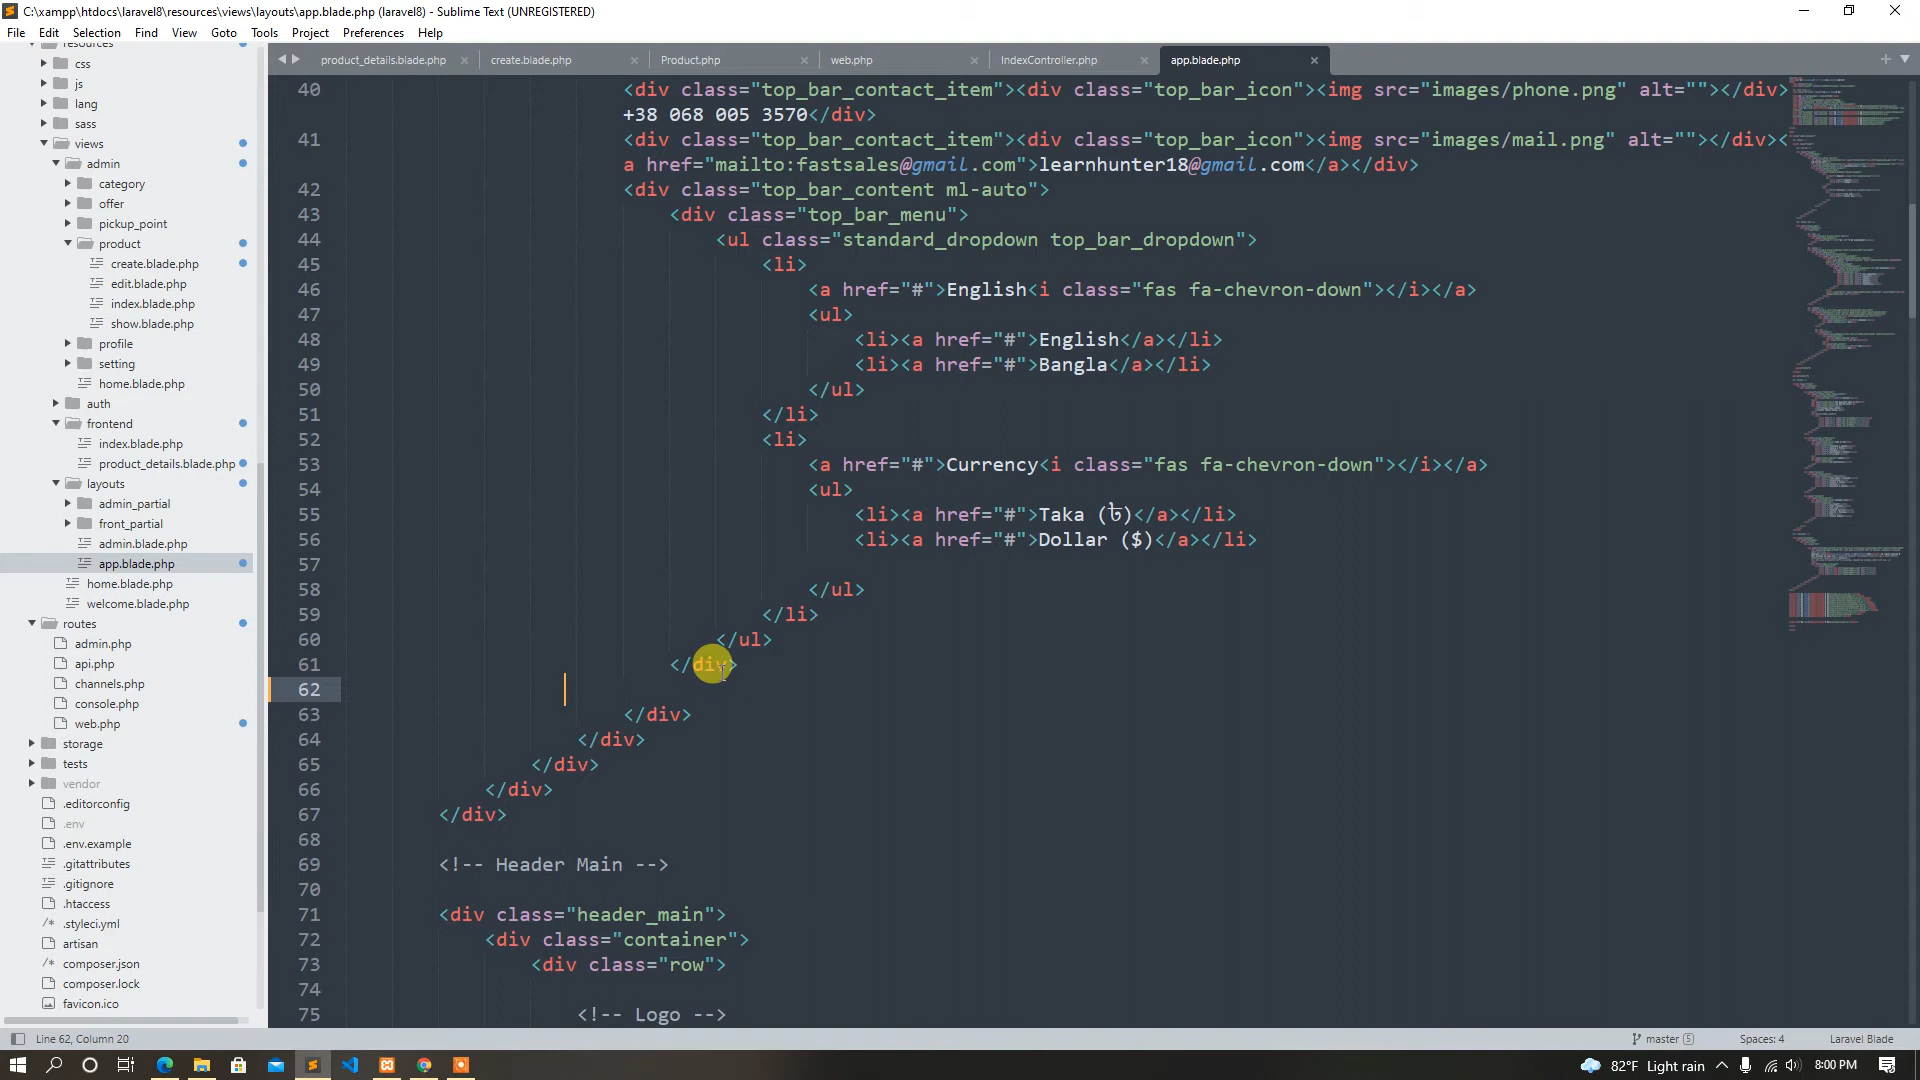 C:\xampp\htdocs\laravel8\resources\views\layouts\app.blade.php (laravel8) - Sublime Text (UNREGISTERED)
File Edit Selection Find View Goto Tools Project Preferences Help
resources
css
js
lang
sass
views
admin
category
offer
pickup_point
product
create.blade.php
edit.blade.php
index.blade.php
show.blade.php
profile
setting
home.blade.php
auth
frontend
index.blade.php
product_details.blade.php
layouts
admin_partial
front_partial
admin.blade.php
app.blade.php
home.blade.php
welcome.blade.php
routes
admin.php
api.php
channels.php
console.php
web.php
storage
tests
vendor
.editorconfig
.env
.env.example
.gitattributes
.gitignore
.htaccess
.styleci.yml
artisan
composer.json
composer.lock
favicon.ico
product_details.blade.php create.blade.php Product.php web.php IndexController.php app.blade.php
40 <div class="top_bar_contact_item"><div class="top_bar_icon"><img src="images/phone.png" alt=""></div>
+38 068 005 3570</div>
41 <div class="top_bar_contact_item"><div class="top_bar_icon"><img src="images/mail.png" alt=""></div><
a href="mailto:fastsales@gmail.com">learnhunter18@gmail.com</a></div>
42 <div class="top_bar_content ml-auto">
43 <div class="top_bar_menu">
44 <ul class="standard_dropdown top_bar_dropdown">
45 <li>
46 <a href="#">English<i class="fas fa-chevron-down"></i></a>
47 <ul>
48 <li><a href="#">English</a></li>
49 <li><a href="#">Bangla</a></li>
50 </ul>
51 </li>
52 <li>
53 <a href="#">Currency<i class="fas fa-chevron-down"></i></a>
54 <ul>
55 <li><a href="#">Taka (৳)</a></li>
56 <li><a href="#">Dollar ($)</a></li>
57
58 </ul>
59 </li>
60 </ul>
61 </div>
62
63 </div>
64 </div>
65 </div>
66 </div>
67 </div>
68
69 <!-- Header Main -->
70
71 <div class="header_main">
72 <div class="container">
73 <div class="row">
74
75 <!-- Logo -->
Line 62, Column 20 master 5 Spaces: 4 Laravel Blade
82°F Light rain 8:00 PM